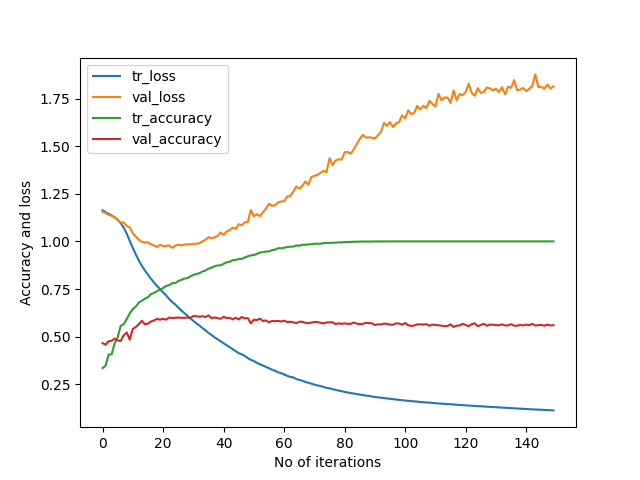 tr_loss
val_loss
tr_accuracy
val_accuracy
1.75
1.50
1.25
1.00
0.75
0.50
0.25
Accuracy and loss
0 20 40 60 80 100 120 140
No of iterations